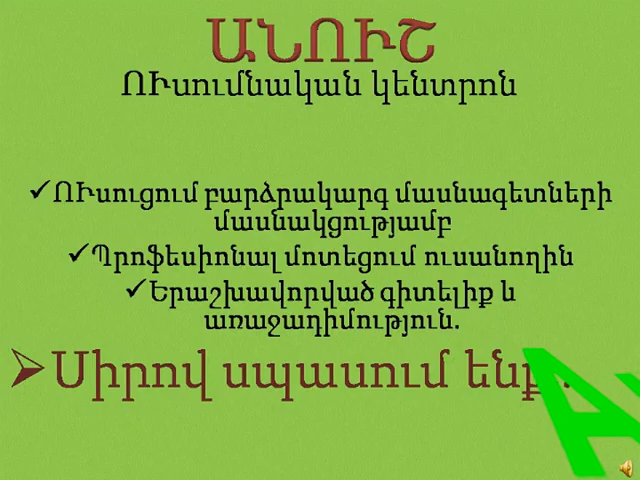 ԱՆՈՒՇ
ՈՒսումնական կենտրոն
ՈՒսուցում բարձրակարգ մասնագետների
մասնակցությամբ
Պրոֆեսիոնալ մոտեցում ուսանողին
Երաշխավորված գիտելիք և
առաջադիմություն.
Սիրով սպասում ենք
A